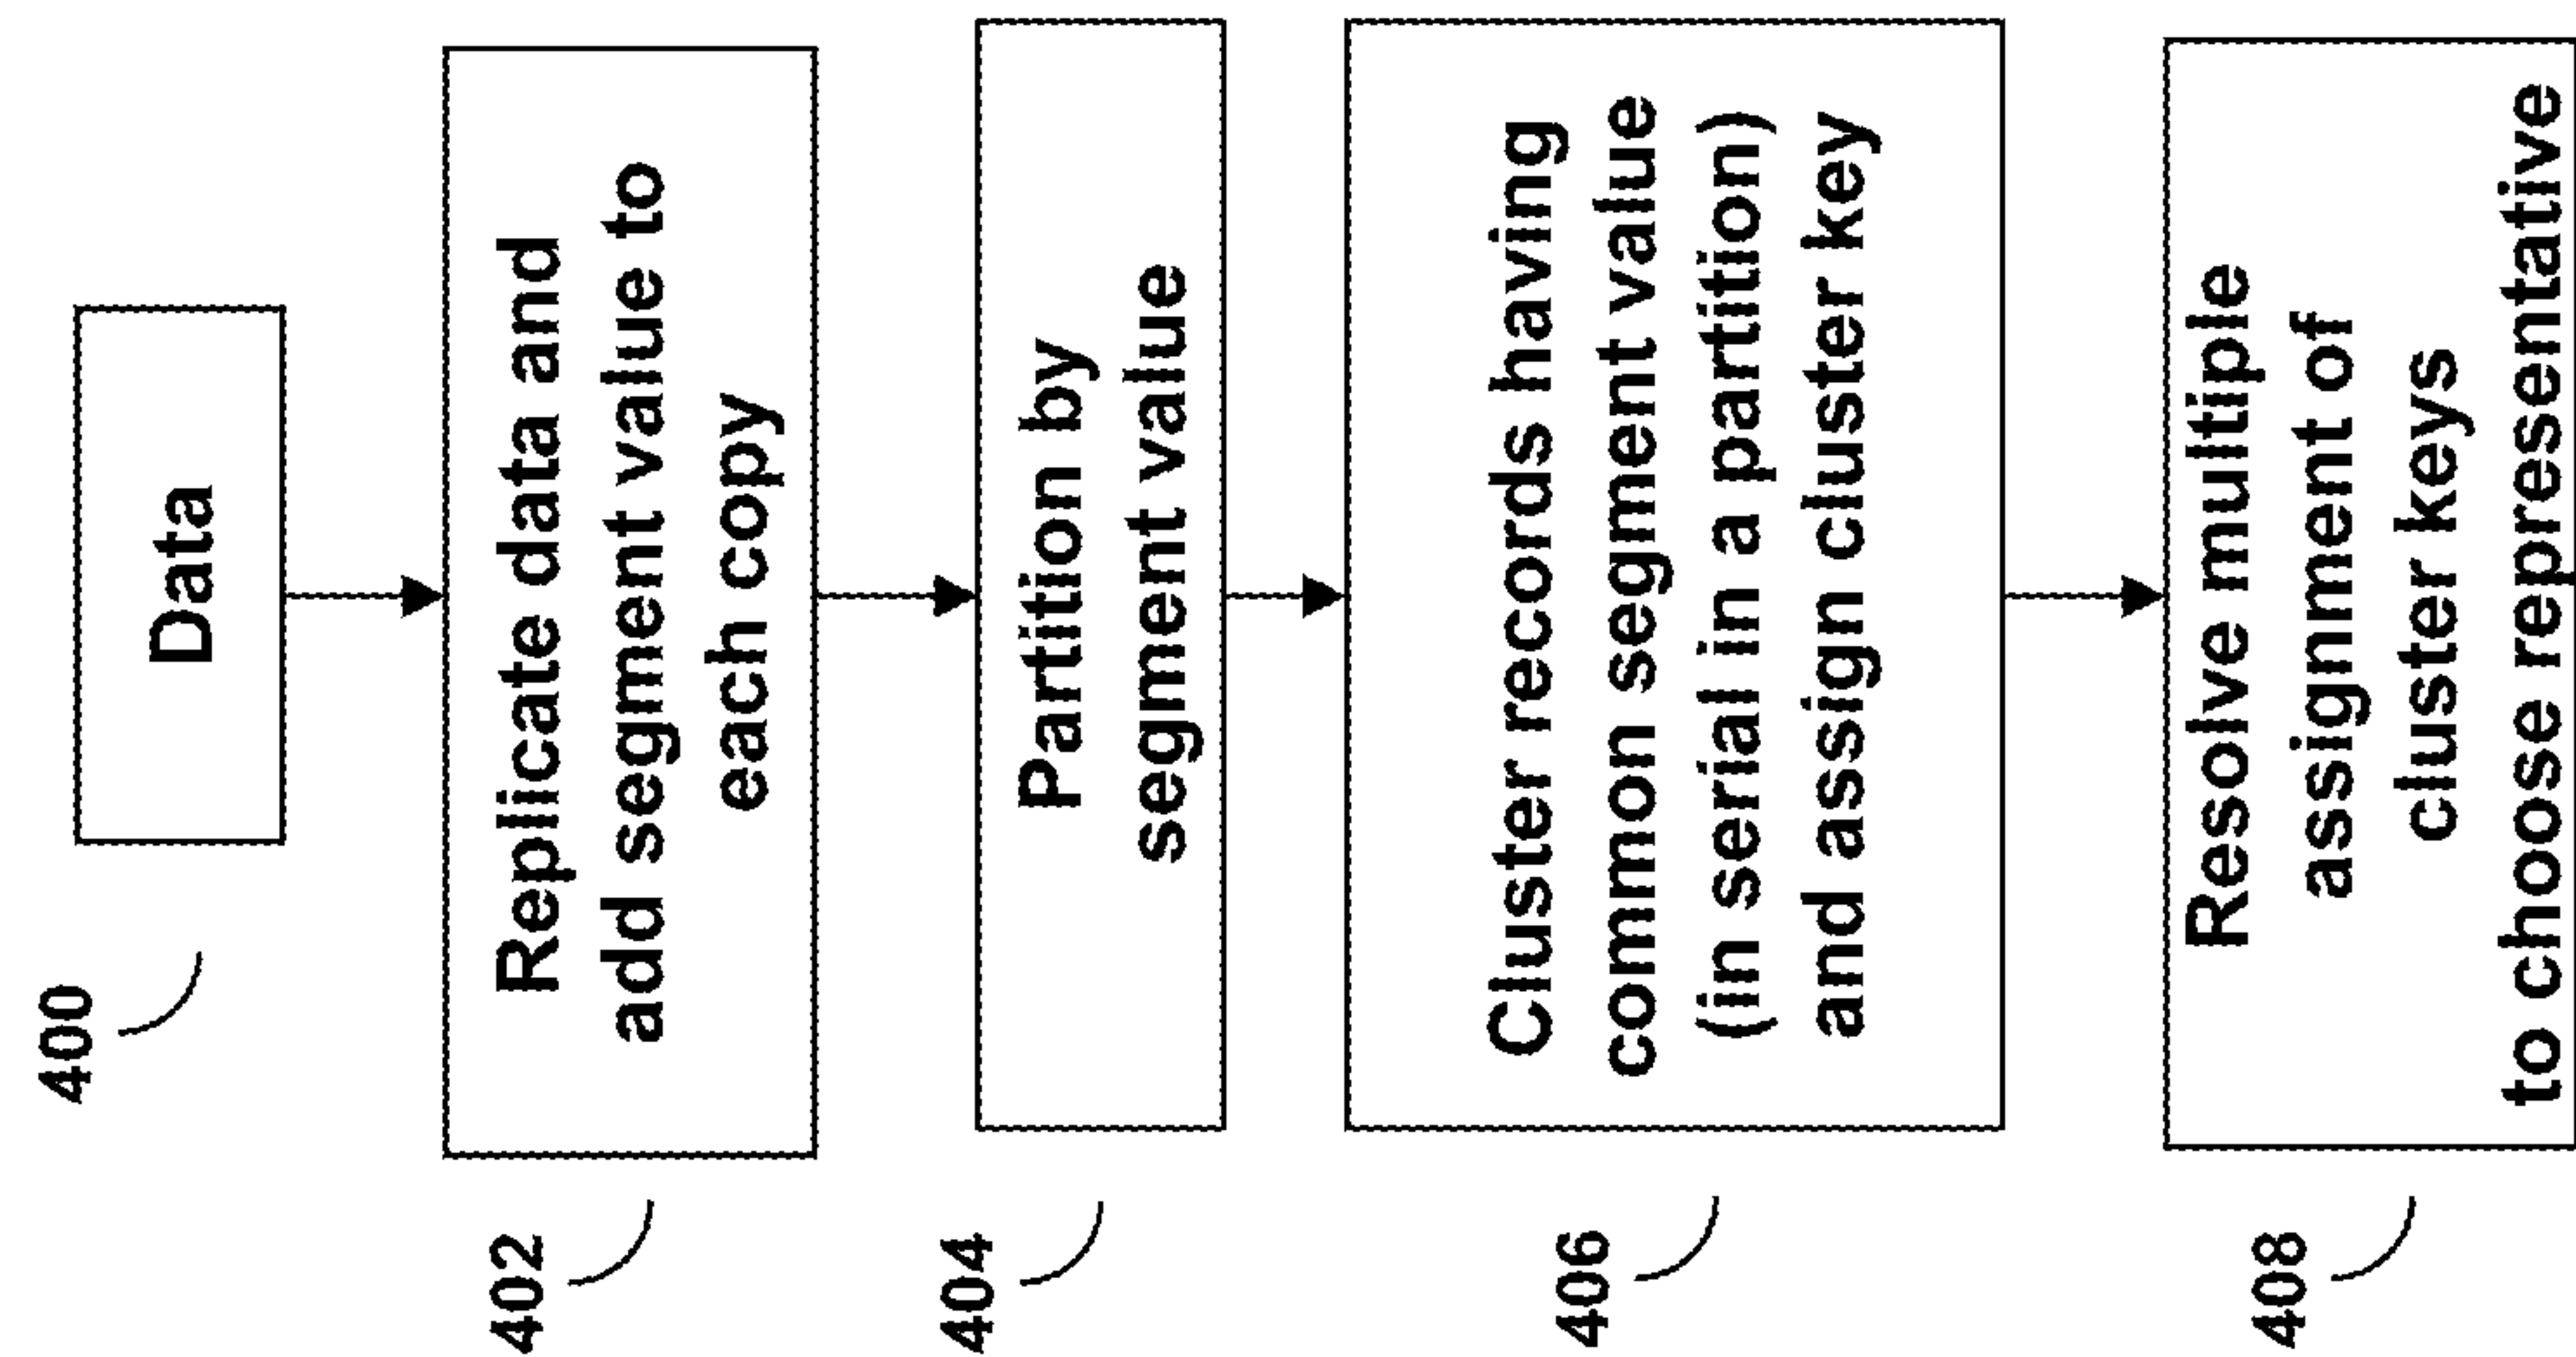 400
Data
402
Replicate data and
add segment value to
each copy
404
Partition by
segment value
406
Cluster records having
common segment value
(in serial in a partition)
and assign cluster key
408
Resolve multiple
assignment of
cluster keys
to choose representative